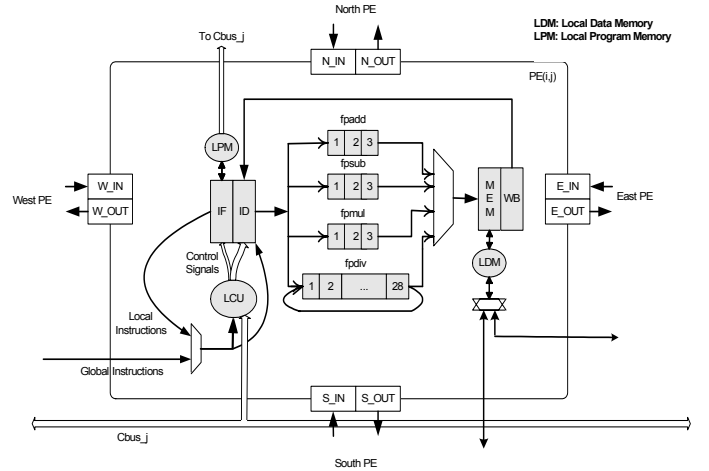 North PE
LDM: Local Data Memory
LPM: Local Program Memory
To Cbus_j
N_IN N_OUT
PE(i,j)
fpadd
1 2 3
LPM
fpsub
1 2 3
W_IN
W_OUT
West PE
IF ID
MEM WB
E_IN
E_OUT
East PE
fpmul
1 2 3
Control
Signals
fpdiv
1 2 ... 28
LDM
LCU
Local
Instructions
Global Instructions
S_IN S_OUT
Cbus_j
South PE